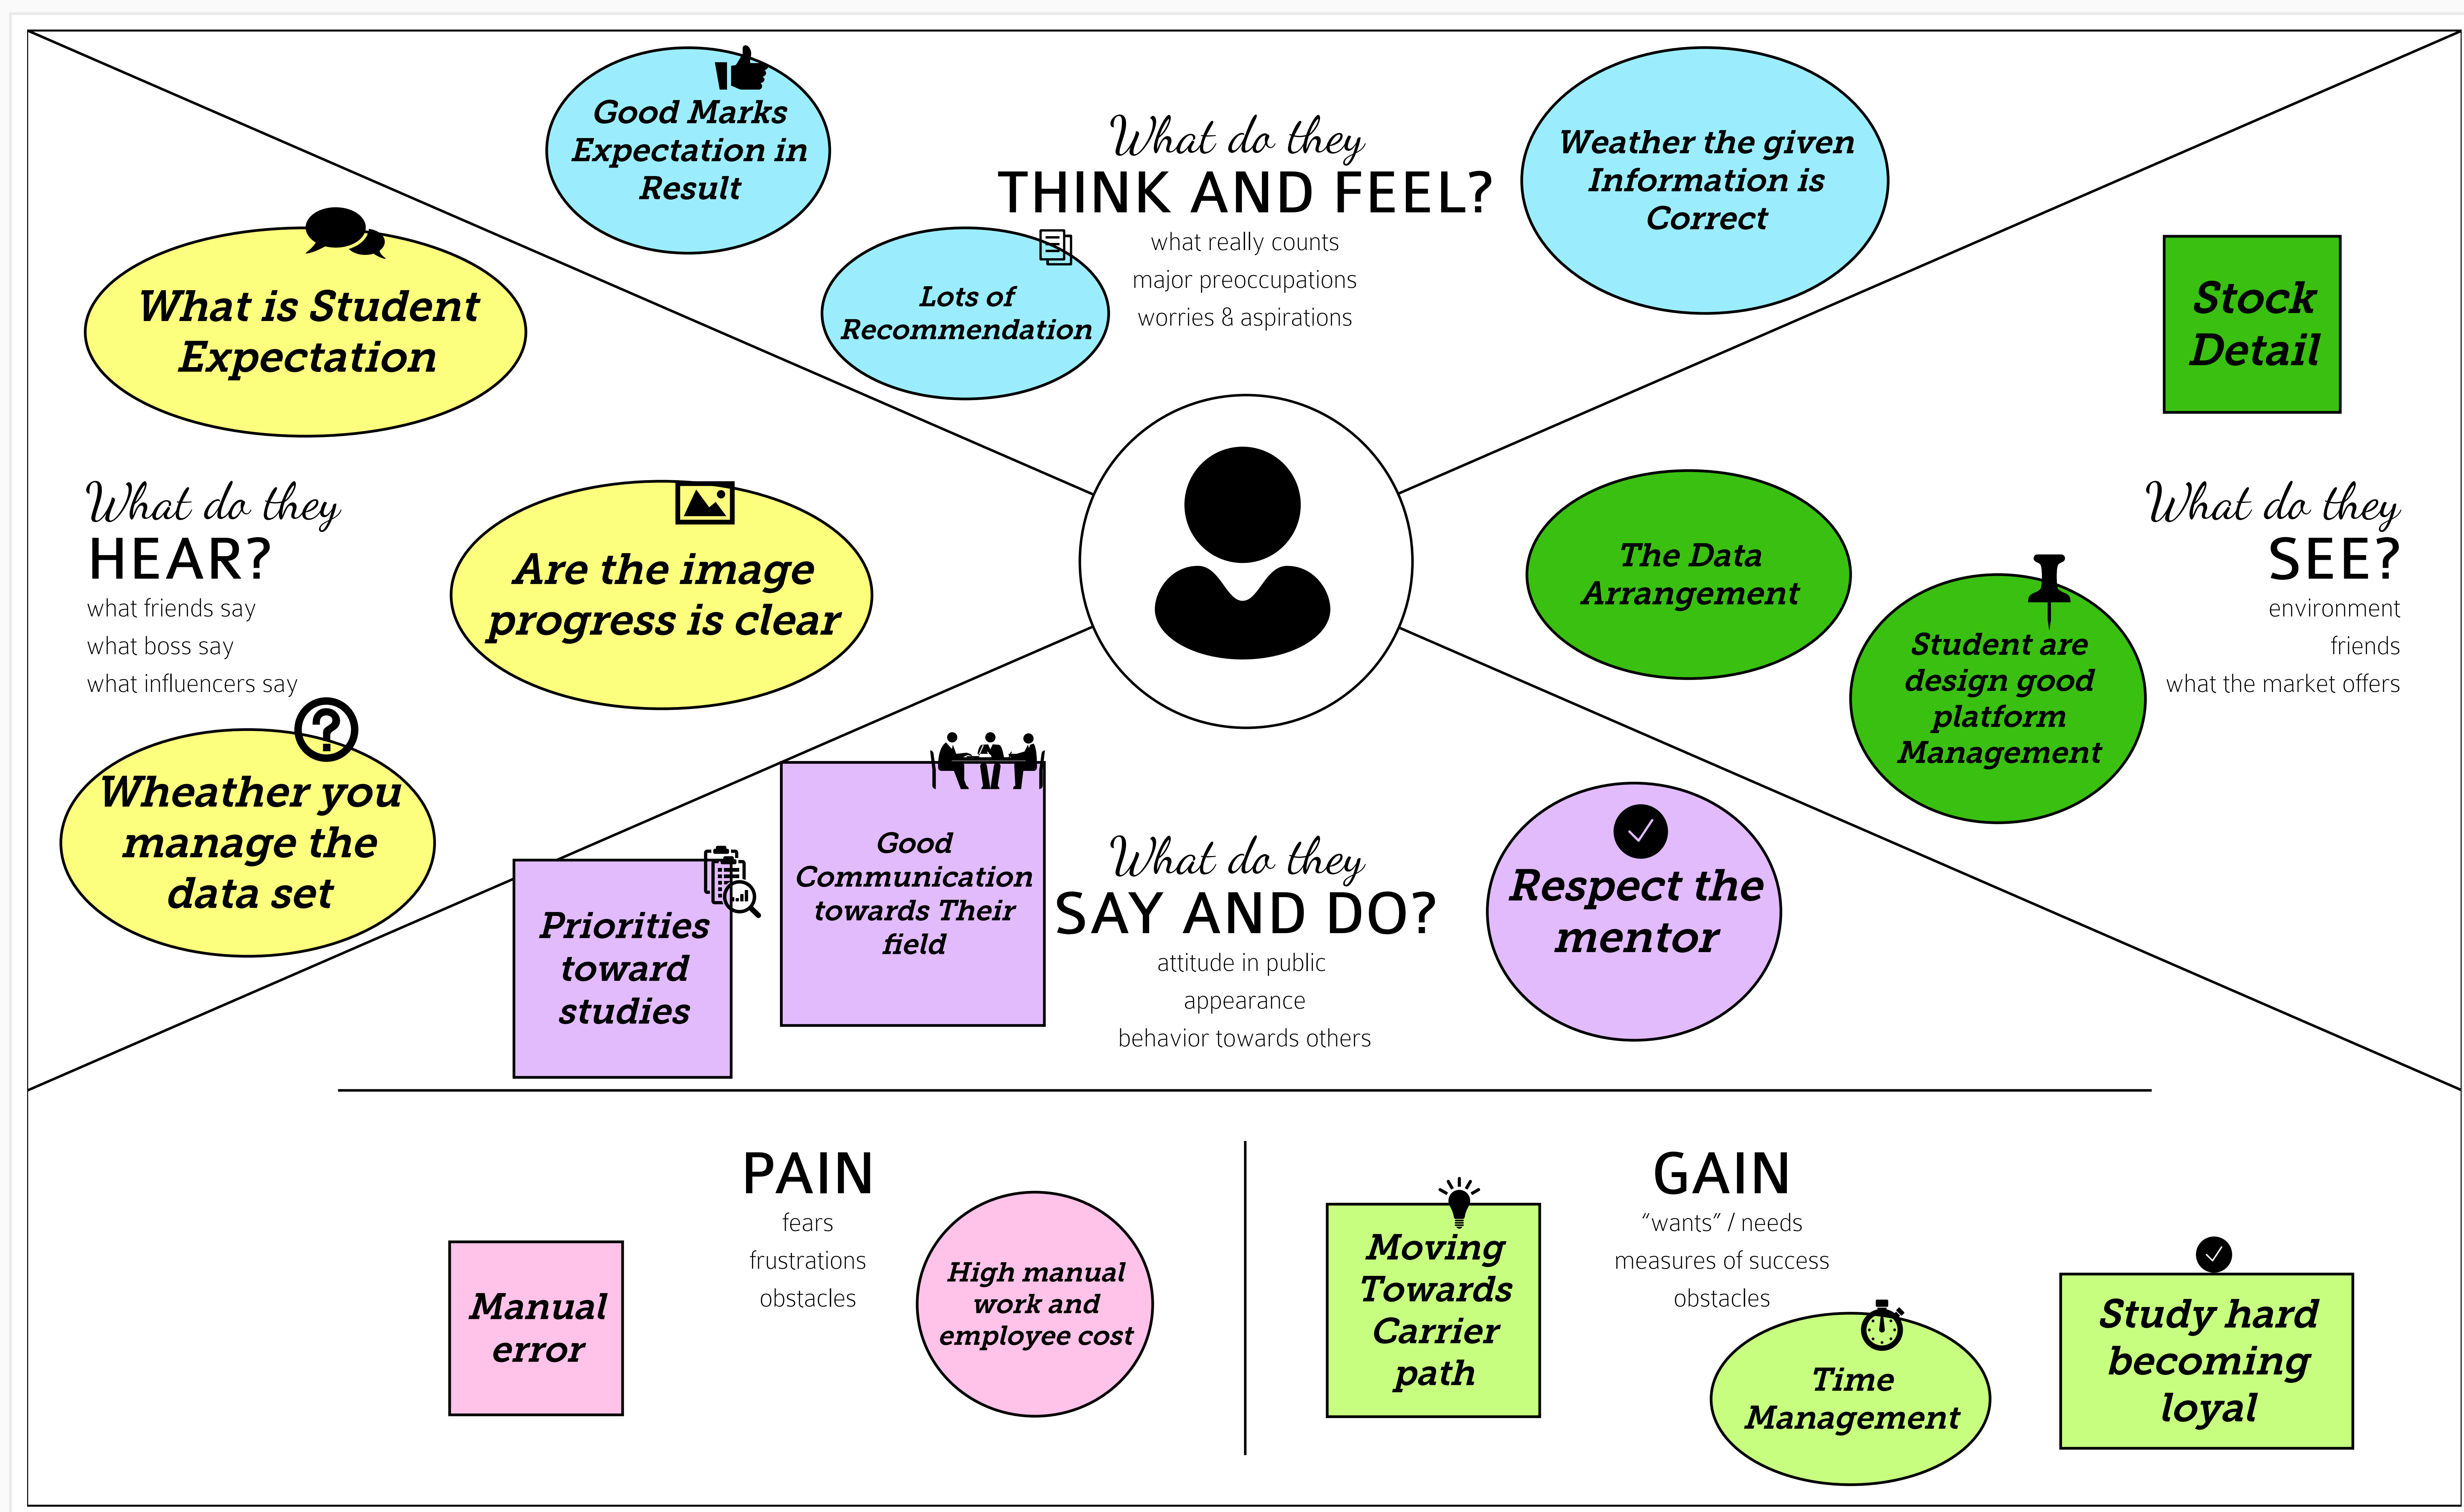 Good Marks
Expectation in
Result
What do they
THINK AND FEEL?
what really counts
major preoccupations
worries & aspirations
Lots of
Recommendation
Weather the given
Information is
Correct
What is Student
Expectation
What do they
HEAR?
what friends say
what boss say
what influencers say
Are the image
progress is clear
Wheather you
manage the
data set
Stock
Detail
What do they
SEE?
environment
friends
what the market offers
The Data
Arrangement
Student are
design good
platform
Management
Priorities
toward
studies
Good
Communication
towards Their
field
What do they
SAY AND DO?
attitude in public
appearance
behavior towards others
Respect the
mentor
PAIN
fears
frustrations
obstacles
Manual
error
High manual
work and
employee cost
GAIN
“wants” / needs
measures of success
obstacles
Moving
Towards
Carrier
path
Time
Management
Study hard
becoming
loyal